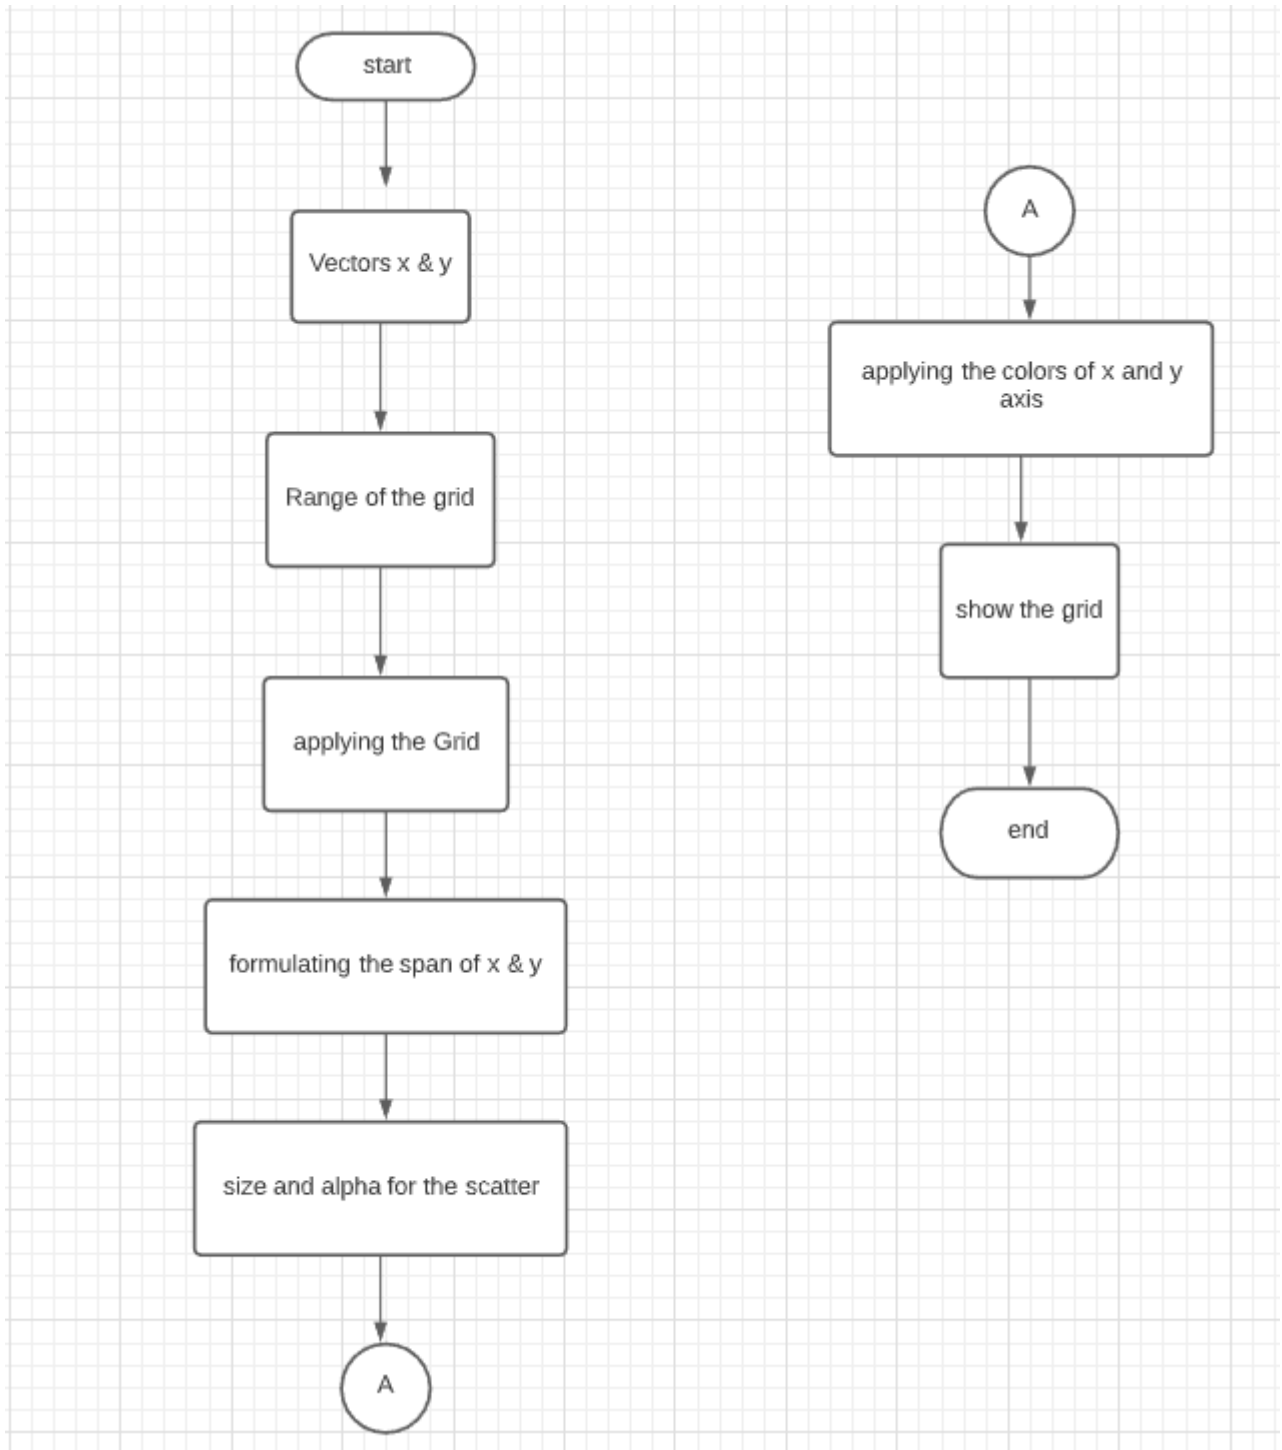 start
Vectors x & y
Range of the grid
applying the Grid
formulating the span of x & y
size and alpha for the scatter
A
A
applying the colors of x and y
axis
show the grid
end